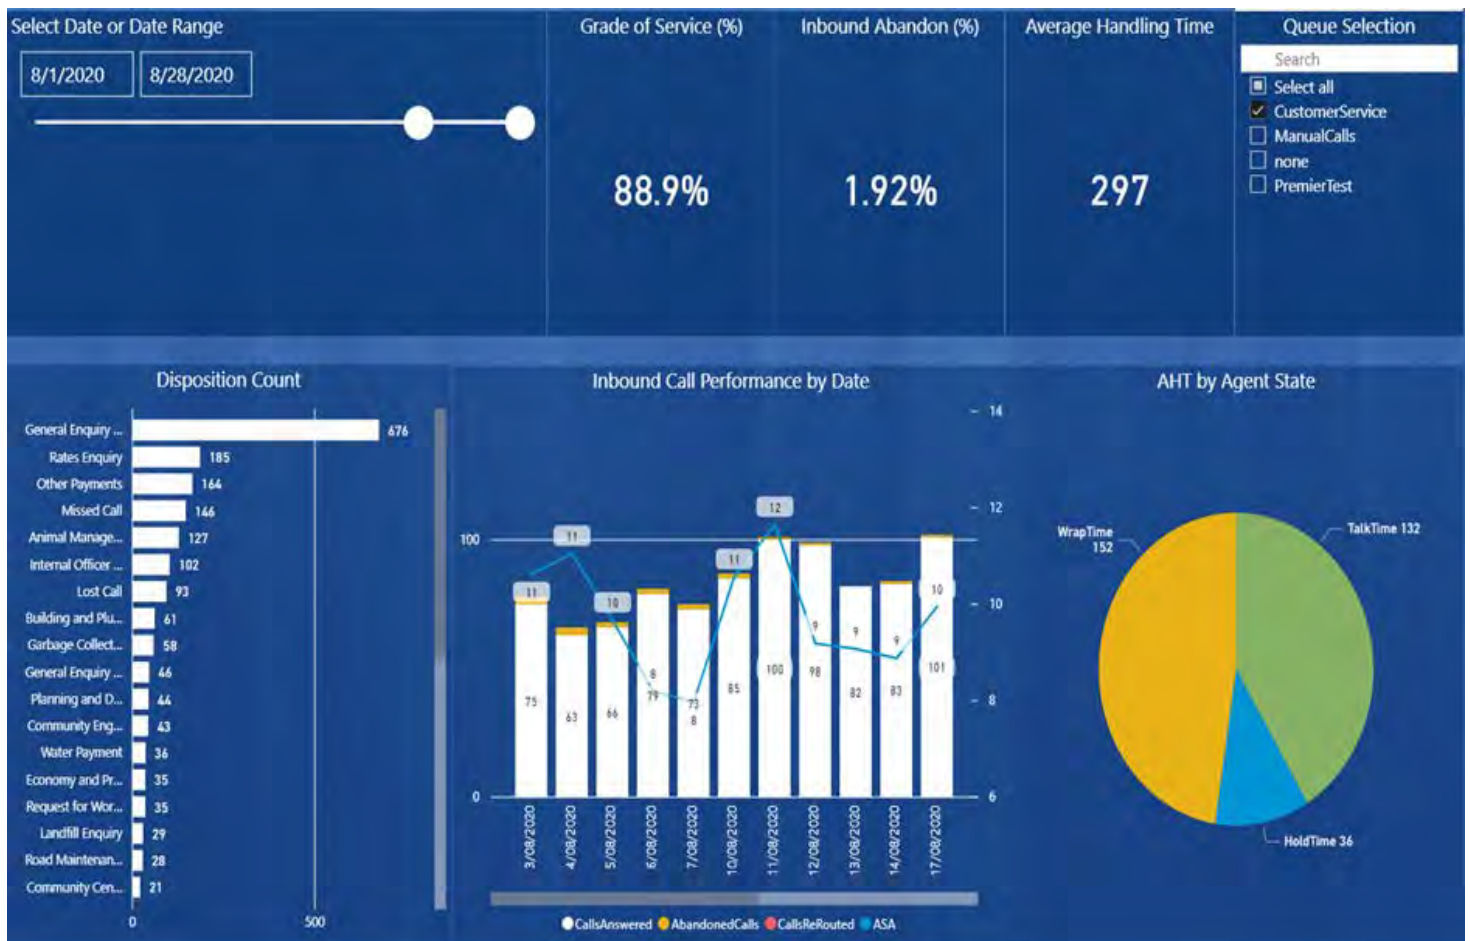 Select Date or Date Range
8/1/2020
8/28/2020
Grade of Service (%)
88.9%
Inbound Abandon (%)
1.92%
Average Handling Time
297
Queue Selection
Search
Select all
CustomerService
ManualCalls
none
PremierTest
Disposition Count
General Enquiry ... 676
Rates Enquiry 185
Other Payments 164
Missed Call 146
Animal Manage... 127
Internal Officer ... 102
Lost Call 93
Building and Plu... 61
Garbage Collect... 58
General Enquiry ... 46
Planning and D... 44
Community Eng... 43
Water Payment 36
Economy and Pr... 35
Request for Wor... 35
Landfill Enquiry 29
Road Maintenan... 28
Community Cen... 21
0 500
Inbound Call Performance by Date
14
12
10
8
6
100
0
11 11 10 8 8 11 12 9 9 9 10
75 63 66 79 73 85 100 98 82 83 101
3/08/2020
4/08/2020
5/08/2020
6/08/2020
7/08/2020
10/08/2020
11/08/2020
12/08/2020
13/08/2020
14/08/2020
17/08/2020
CallsAnswered AbandonedCalls CallsReRouted ASA
AHT by Agent State
WrapTime
152
TalkTime 132
HoldTime 36